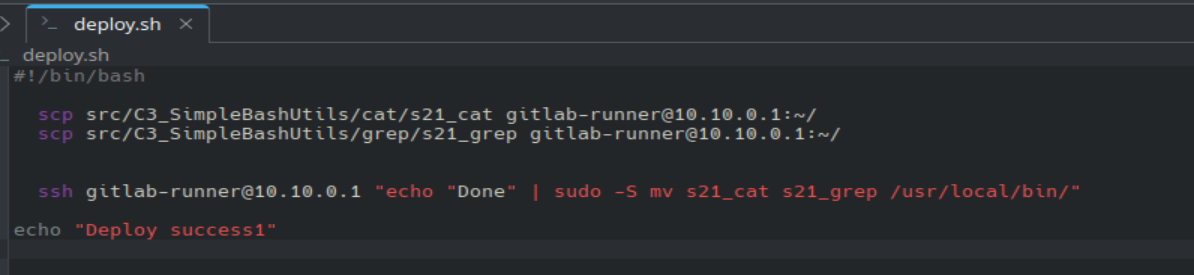 deploy.sh
deploy.sh
#!/bin/bash
scp src/C3_SimpleBashUtils/cat/s21_cat gitlab-runner@10.10.0.1:~/
scp src/C3_SimpleBashUtils/grep/s21_grep gitlab-runner@10.10.0.1:~/
ssh gitlab-runner@10.10.0.1 "echo "Done" | sudo -S mv s21_cat s21_grep /usr/local/bin/"
echo "Deploy success1"